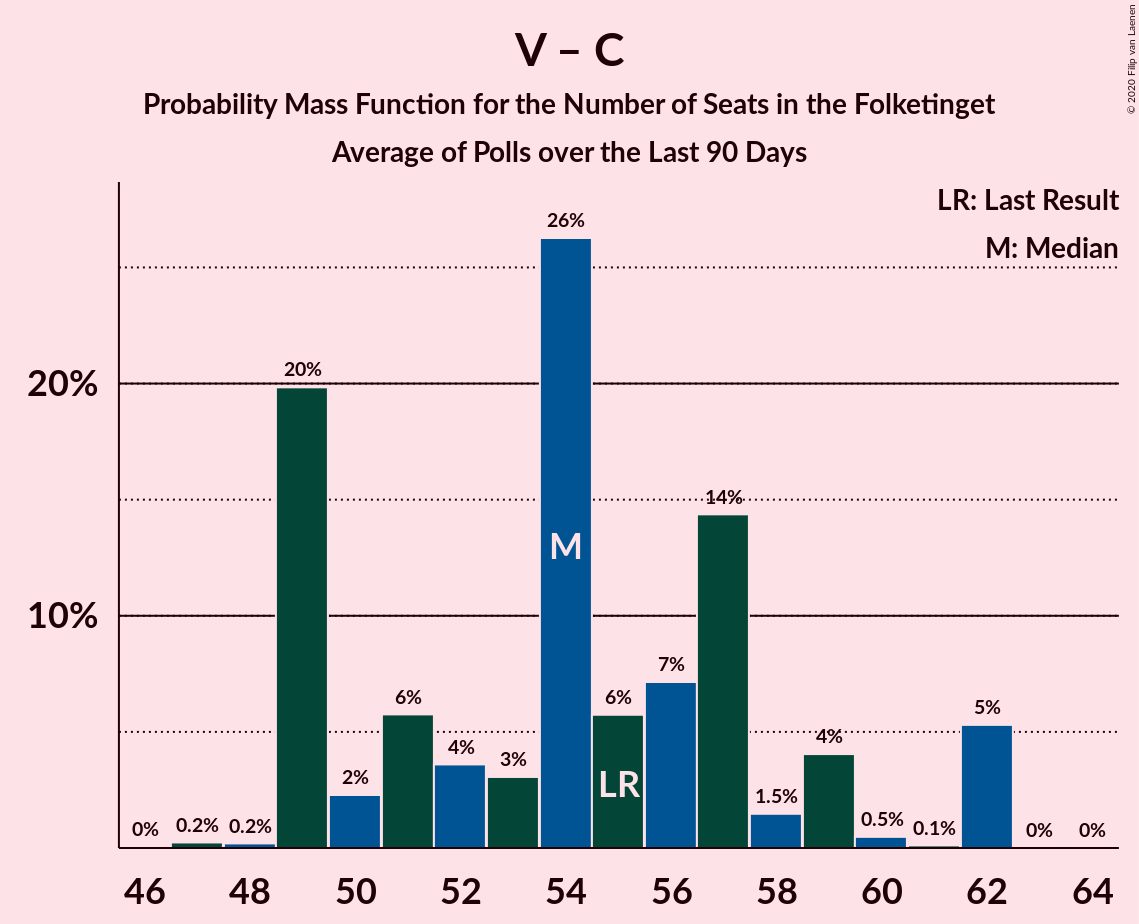 © 2020 Filip van Laenen
V – C
Probability Mass Function for the Number of Seats in the Folketinget
Average of Polls over the Last 90 Days
LR: Last Result
M: Median
20%
10%
0%
0.2%
0.2%
20%
2%
6%
4%
3%
26%
6%
7%
14%
1.5%
4%
0.5%
0.1%
5%
0%
0%
M
LR
46 48 50 52 54 56 58 60 62 64